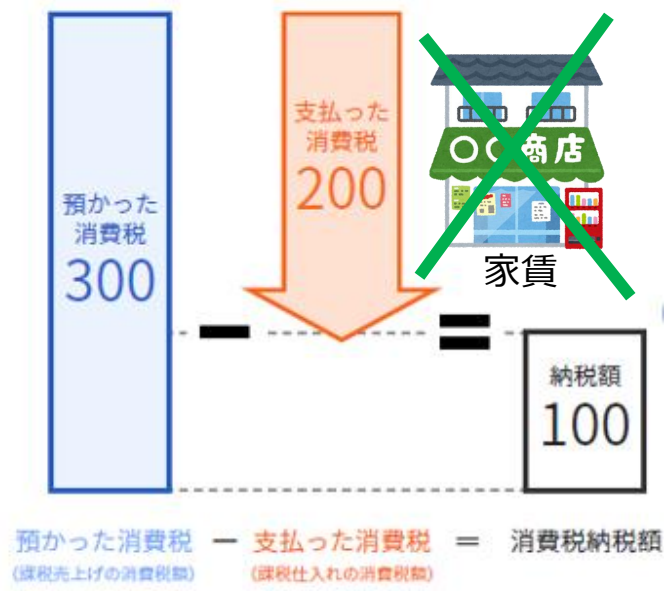 預かった
消費税
300
支払った
消費税
200
〇〇商店
家賃
納税額
100
預かった消費税 ー 支払った消費税 ＝ 消費税納税額
(課税売上げの消費税額)
(課税仕入れの消費税額)